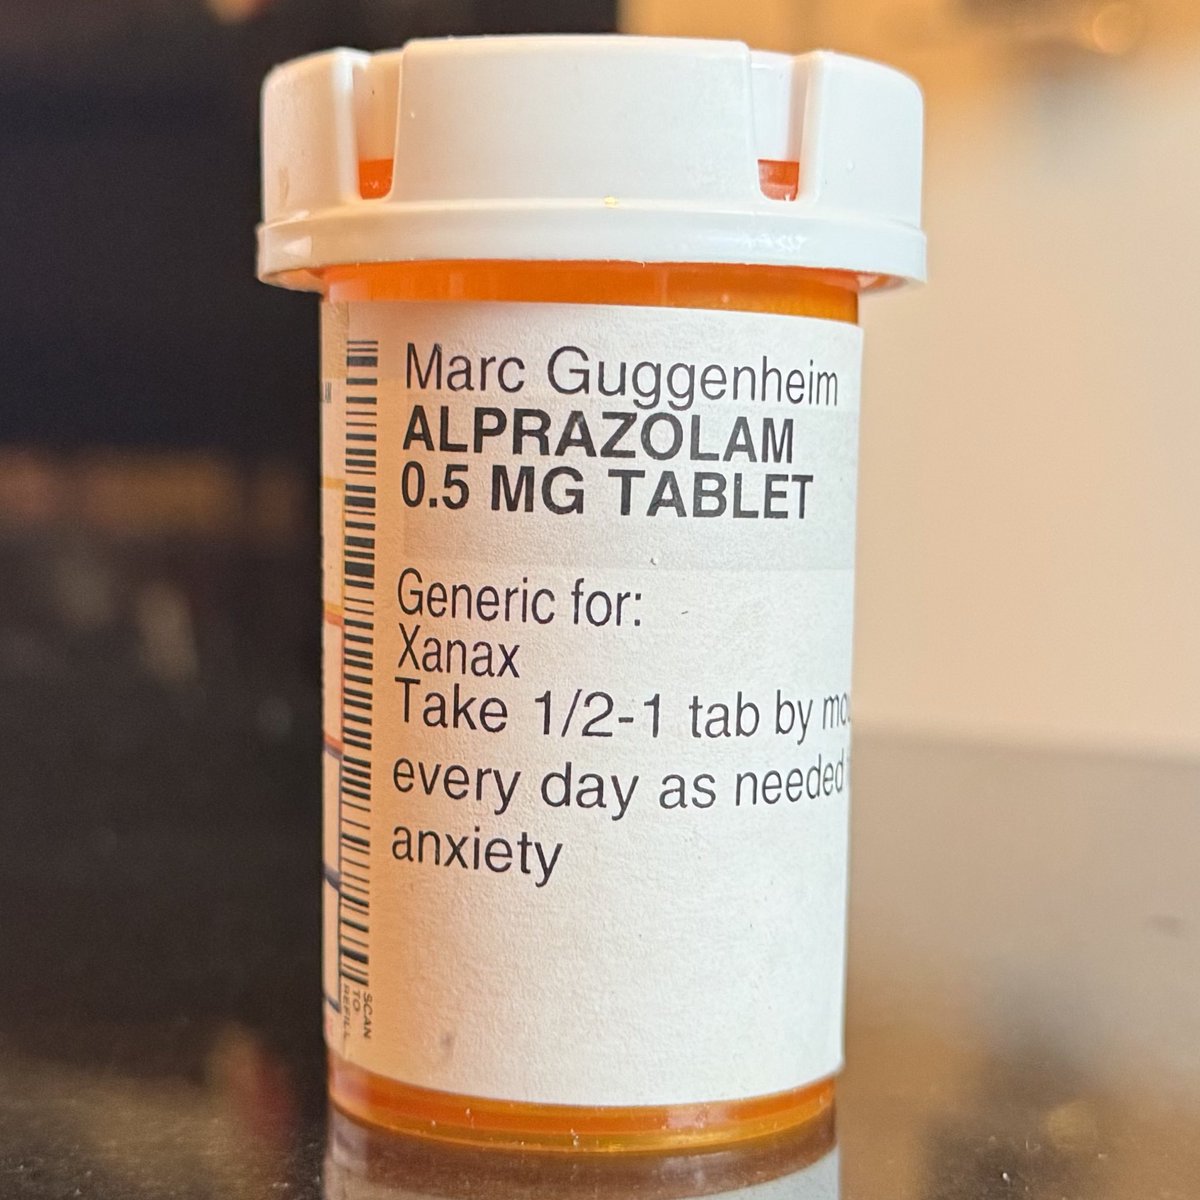 Marc Guggenheim
ALPRAZOLAM
0.5 MG TABLET
Generic for:
Xanax
Take 1/2-1 tab by
every day as needed
anxiety
SCAN
TO
REFILL